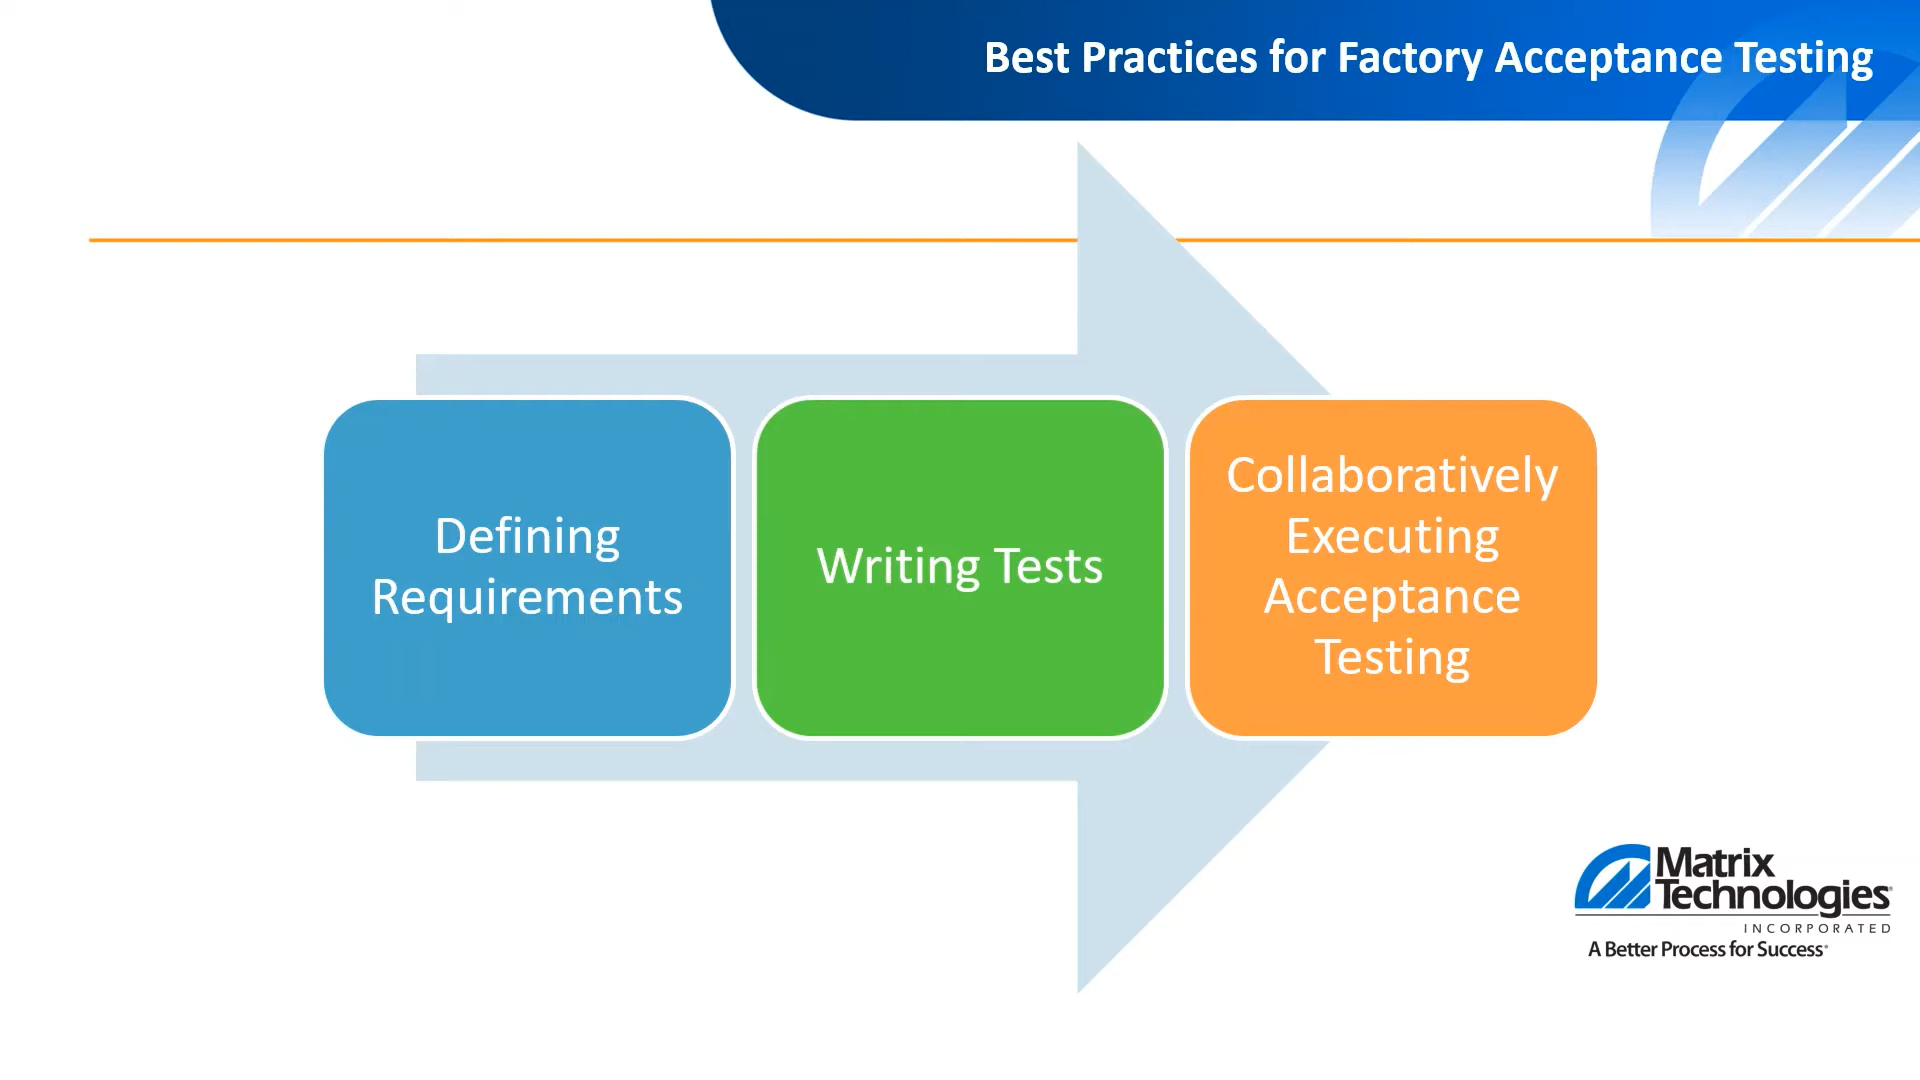 Best Practices for Factory Acceptance Testing
Defining
Requirements
Writing Tests
Collaboratively
Executing
Acceptance
Testing
Matrix
Technologies
INCORPORATED
A Better Process for Success